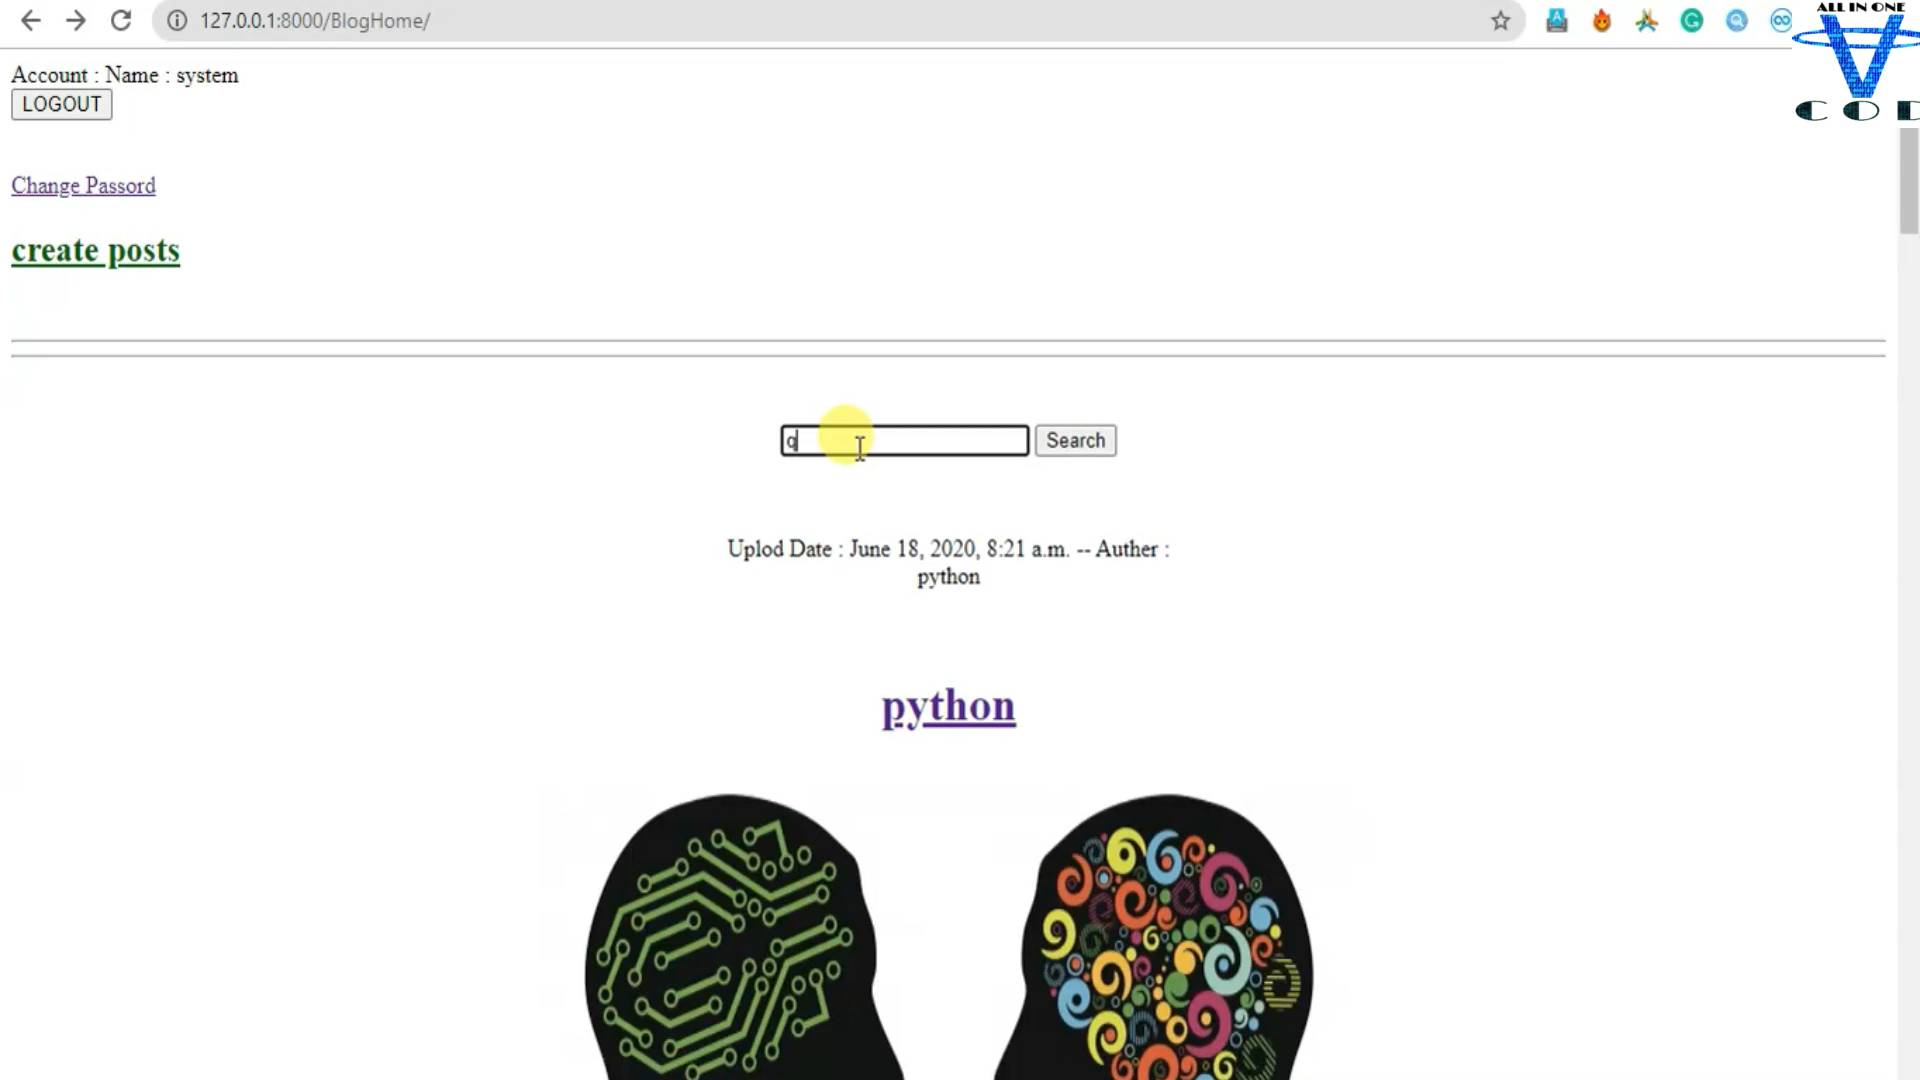 127.0.0.1:8000/BlogHome/
ALL IN ONE
COD
Account : Name : system
LOGOUT
Change Passord
create posts
q Search
Uplod Date : June 18, 2020, 8:21 a.m. -- Auther :
python
python